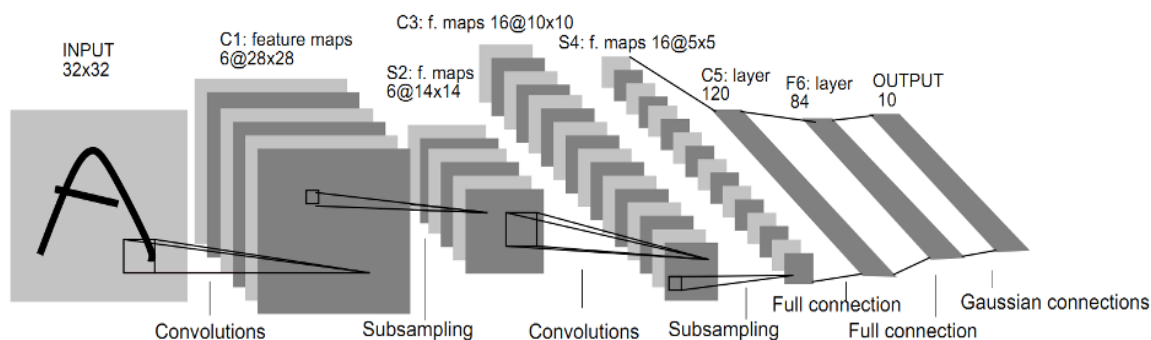 INPUT
32x32
C1: feature maps
6@28x28
S2: f. maps
6@14x14
C3: f. maps 16@10x10
S4: f. maps 16@5x5
C5: layer
120
F6: layer
84
OUTPUT
10
Convolutions
Subsampling
Convolutions
Subsampling
Full connection
Full connection
Gaussian connections
A